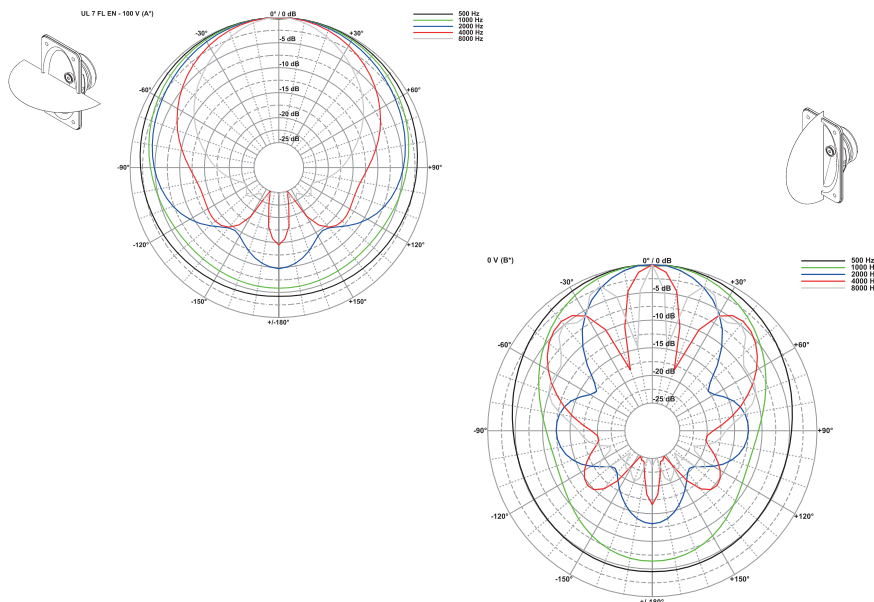 UL 7 FL EN - 100 V (A°)
0° / 0 dB
500 Hz
1000 Hz
2000 Hz
4000 Hz
8000 Hz
-30°
+30°
-5 dB
-10 dB
-60°
+60°
-15 dB
-20 dB
-25 dB
-90°
+90°
-120°
+120°
-150°
+150°
+/-180°
0 V (B°)
0° / 0 dB
500 Hz
1000 H
2000 H
4000 H
8000 H
-30°
+30°
-5 dB
-10 dB
-60°
+60°
-15 dB
-20 dB
-25 dB
-90°
+90°
-120°
+120°
-150°
+150°
+/-180°